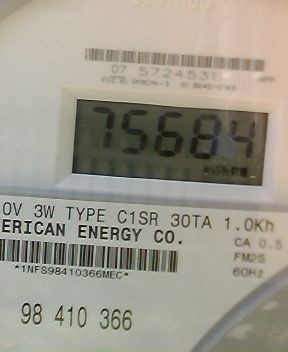 07 5724531
75684
kWh
0V 3W TYPE C1SR 30TA 1.0Kh
ERICAN ENERGY CO.
CA 0.5
FM2S
60Hz
*1NFS98410366MEC*
98 410 366